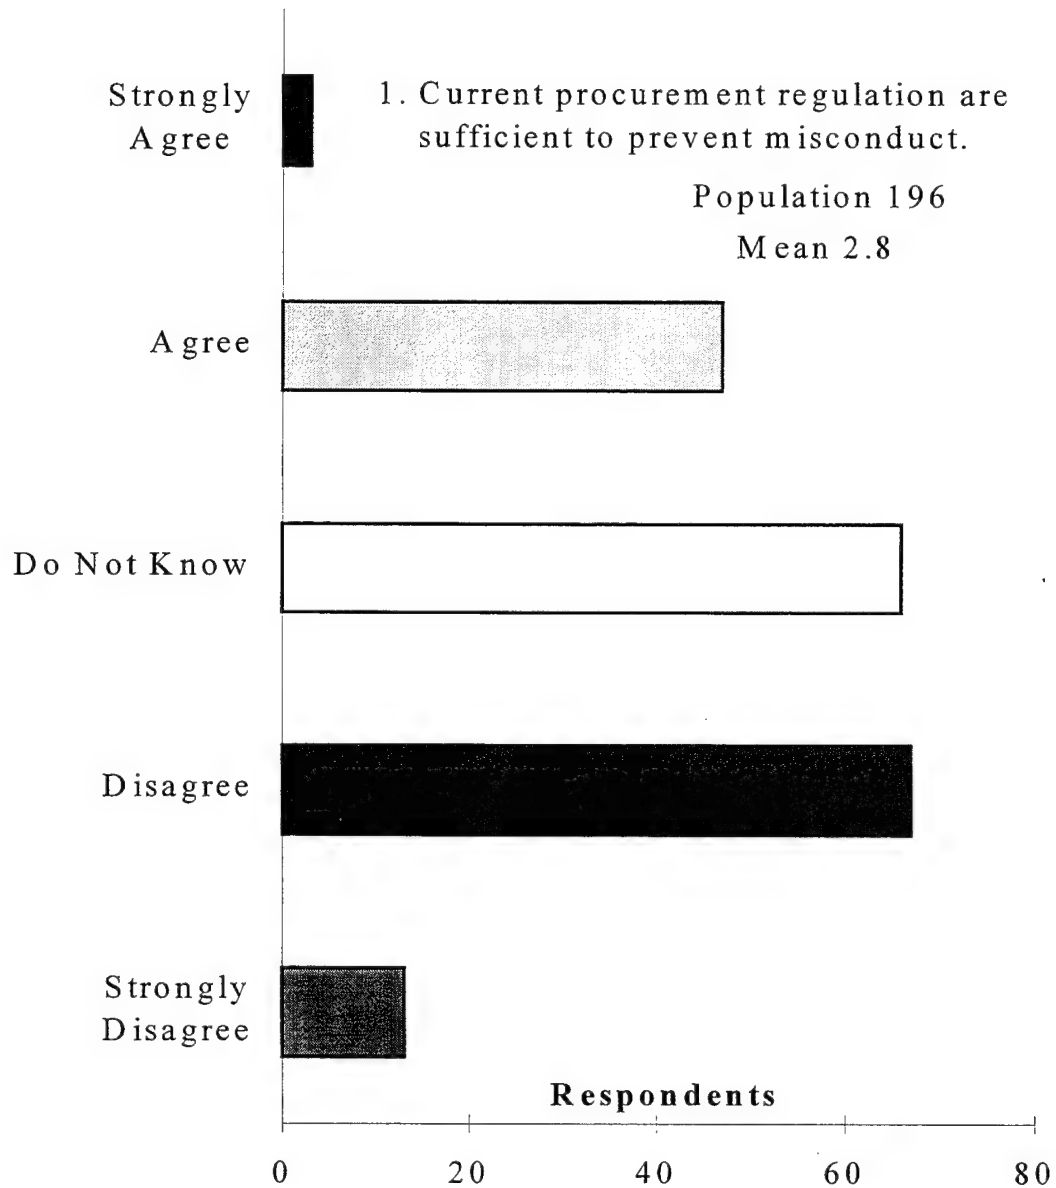 Strongly
Agree
1. Current procurement regulation are
sufficient to prevent misconduct.
Population 196
Mean 2.8
Agree
Do Not Know
Disagree
Strongly
Disagree
Respondents
0 20 40 60 80